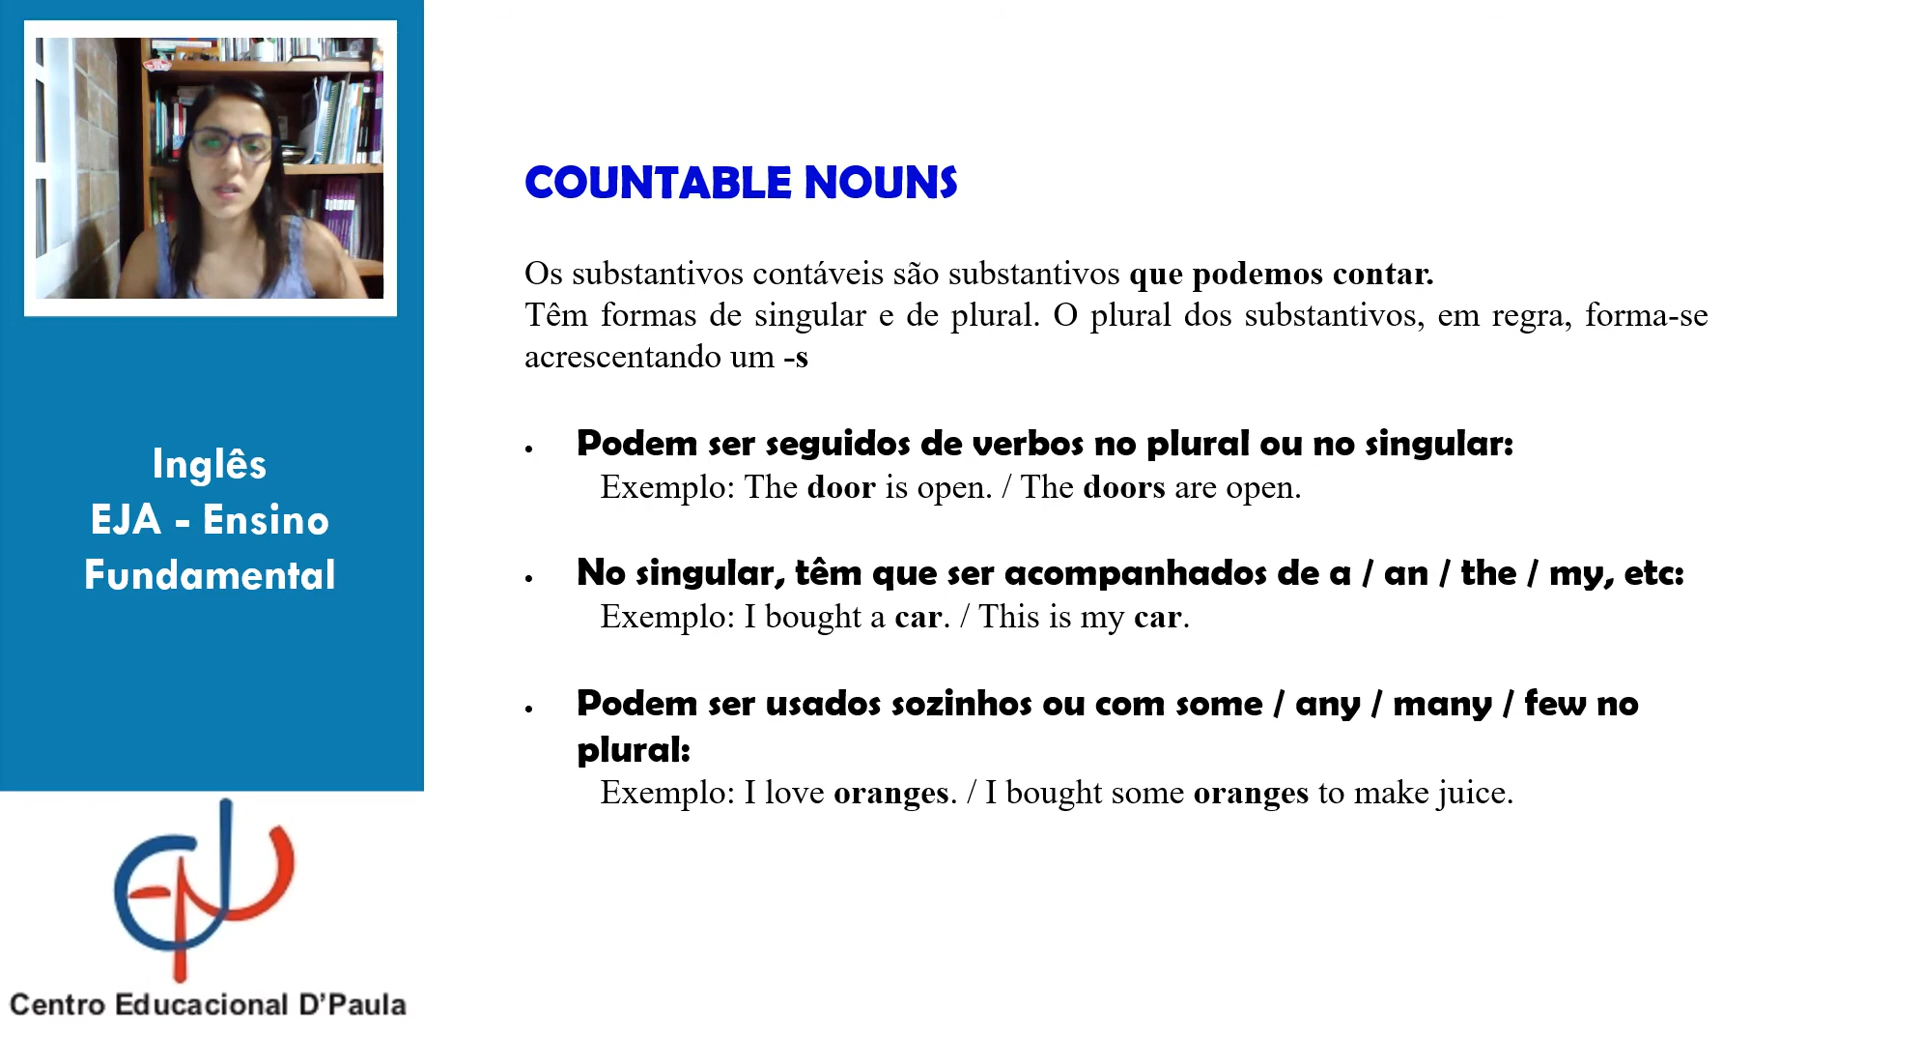 Inglês
EJA - Ensino
Fundamental
Centro Educacional D'Paula
COUNTABLE NOUNS
Os substantivos contáveis são substantivos que podemos contar.
Têm formas de singular e de plural. O plural dos substantivos, em regra, forma-se
acrescentando um -s
• Podem ser seguidos de verbos no plural ou no singular:
Exemplo: The door is open. / The doors are open.
• No singular, têm que ser acompanhados de a / an / the / my, etc:
Exemplo: I bought a car. / This is my car.
• Podem ser usados sozinhos ou com some / any / many / few no
plural:
Exemplo: I love oranges. / I bought some oranges to make juice.